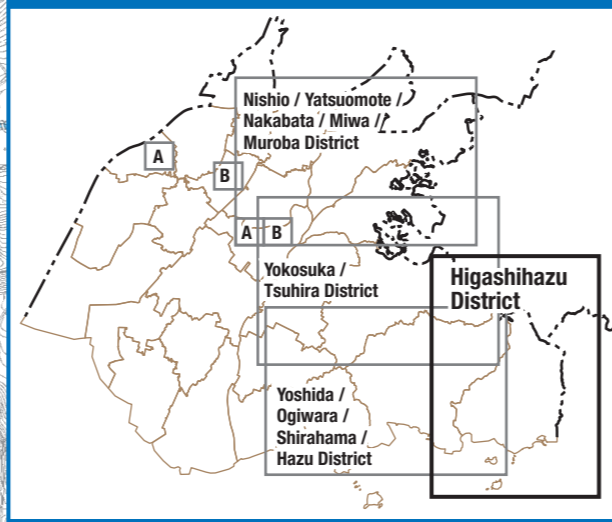 Nishio / Yatsuomote /
Nakabata / Miwa /
Muroba District
A
B
A
B
Yokosuka /
Tsuhira District
Higashihazu
District
Yoshida /
Ogiwara /
Shirahama /
Hazu District